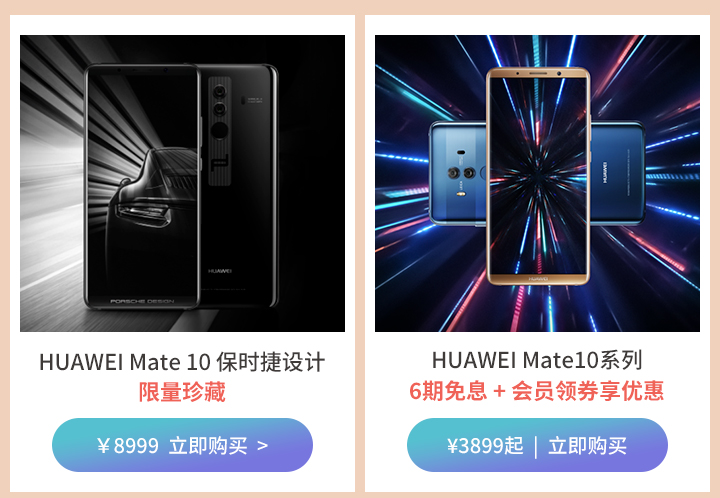 PORSCHE DESIGN
HUAWEI
HUAWEI
HUAWEI
HUAWEI Mate 10 保时捷设计
限量珍藏
￥8999 立即购买 >
HUAWEI Mate10系列
6期免息 + 会员领券享优惠
¥3899起 | 立即购买